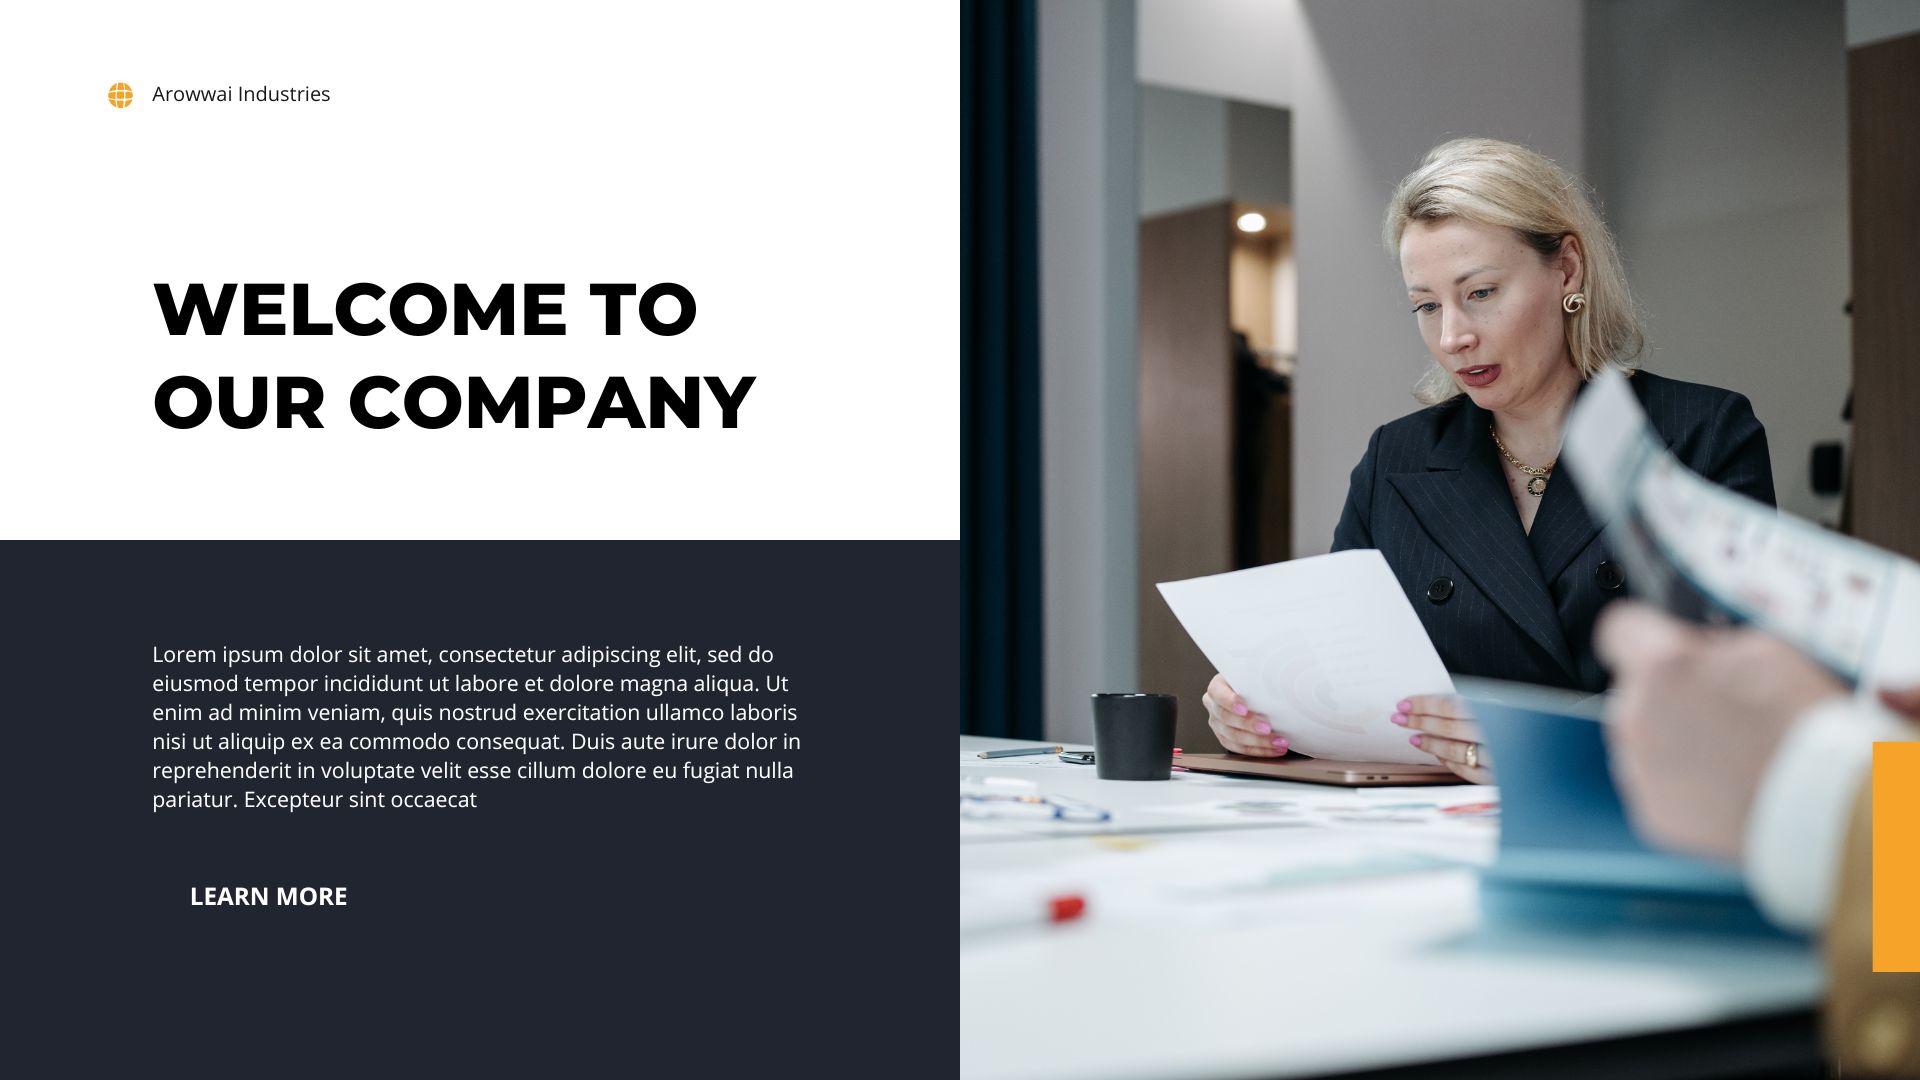 Arowwai Industries
WELCOME TO
OUR COMPANY
Lorem ipsum dolor sit amet, consectetur adipiscing elit, sed do
eiusmod tempor incididunt ut labore et dolore magna aliqua. Ut
enim ad minim veniam, quis nostrud exercitation ullamco laboris
nisi ut aliquip ex ea commodo consequat. Duis aute irure dolor in
reprehenderit in voluptate velit esse cillum dolore eu fugiat nulla
pariatur. Excepteur sint occaecat
LEARN MORE